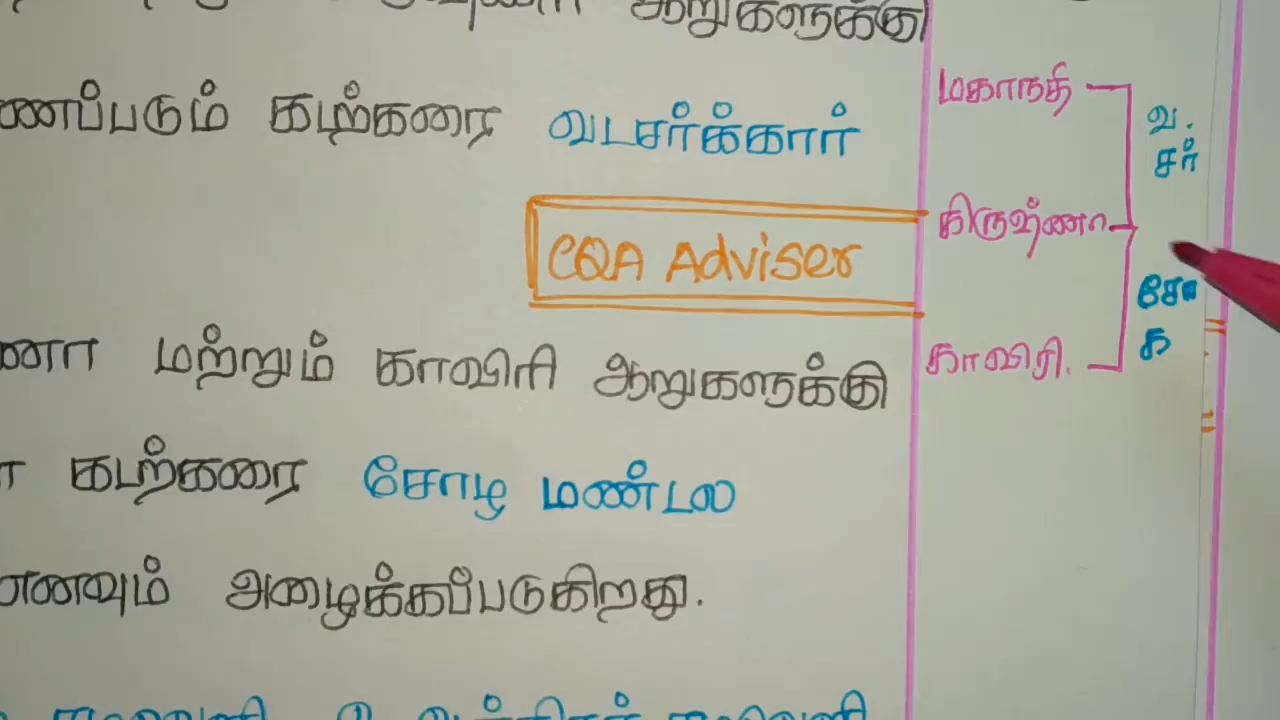 ஆறுகளுக்கு
ணப்படும் கடற்கரை வடசர்க்கார்
CQA Adviser
ணா மற்றும் காவிரி ஆறுகளுக்கு
கடற்கரை சோழ மண்டல
எனவும் அழைக்கப்படுகிறது.
மகாநதி
வ.
சர்
கிருஷ்ணா
சோ
க
காவிரி.